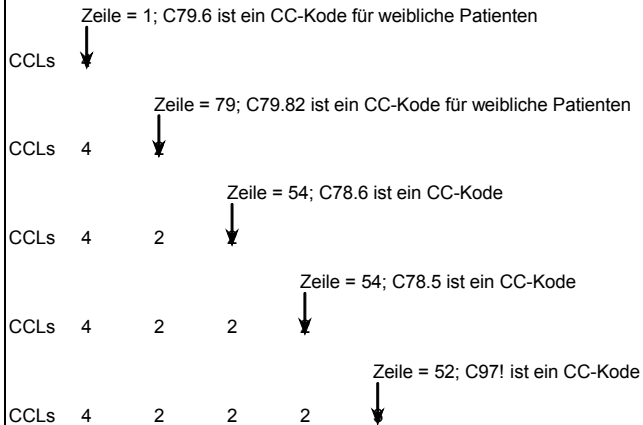 Zeile = 1; C79.6 ist ein CC-Kode für weibliche Patienten
CCLs
Zeile = 79; C79.82 ist ein CC-Kode für weibliche Patienten
CCLs 4
Zeile = 54; C78.6 ist ein CC-Kode
CCLs 4 2
Zeile = 54; C78.5 ist ein CC-Kode
CCLs 4 2 2
Zeile = 52; C97! ist ein CC-Kode
CCLs 4 2 2 2